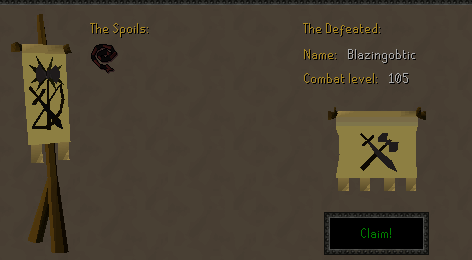 The Spoils:
The Defeated:
Name: Blazingobtic
Combat level: 105
Claim!